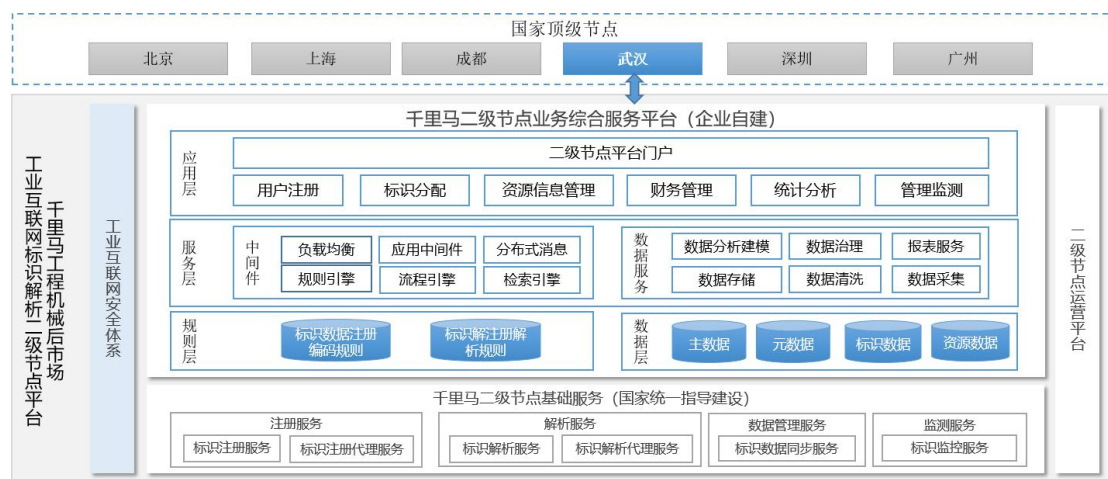 国家顶级节点
北京
上海
成都
武汉
深圳
广州
千里马工程机械后市场
工业互联网标识解析二级节点平台
工业互联网安全体系
千里马二级节点业务综合服务平台（企业自建）
应用层
二级节点平台门户
用户注册
标识分配
资源信息管理
财务管理
统计分析
管理监测
服务层
中间件
负载均衡
应用中间件
分布式消息
规则引擎
流程引擎
检索引擎
数据服务
数据分析建模
数据治理
报表服务
数据存储
数据清洗
数据采集
规则层
标识数据注册
编码规则
标识解注册解
析规则
数据层
主数据
元数据
标识数据
资源数据
千里马二级节点基础服务（国家统一指导建设）
注册服务
标识注册服务
标识注册代理服务
解析服务
标识解析服务
标识解析代理服务
数据管理服务
标识数据同步服务
监测服务
标识监控服务
二级节点运营平台